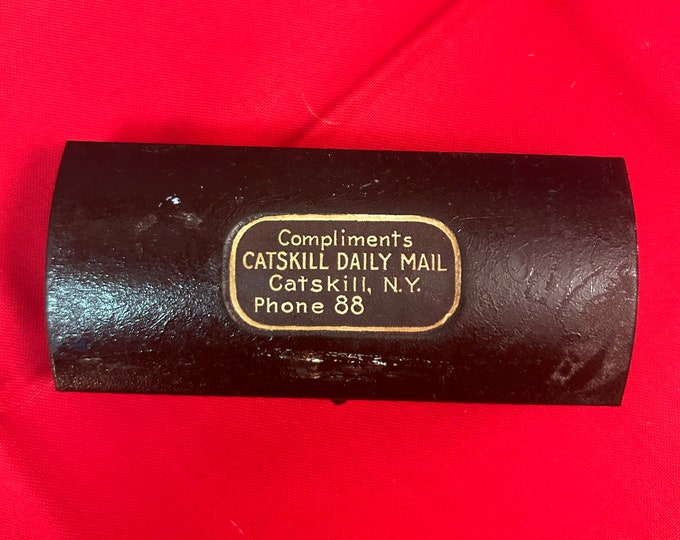 Compliments
CATSKILL DAILY MAIL
Catskill, N.Y.
Phone 88